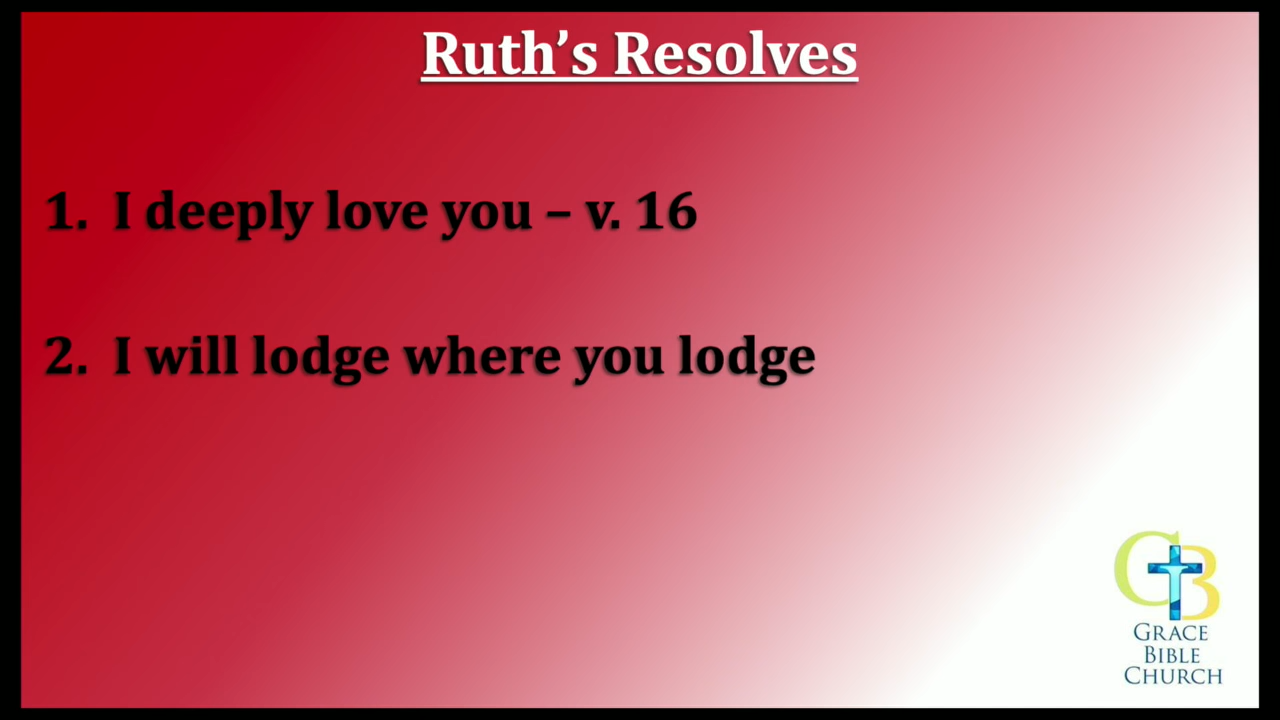 Ruth’s Resolves
1. I deeply love you – v. 16
2. I will lodge where you lodge
GRACE
BIBLE
CHURCH